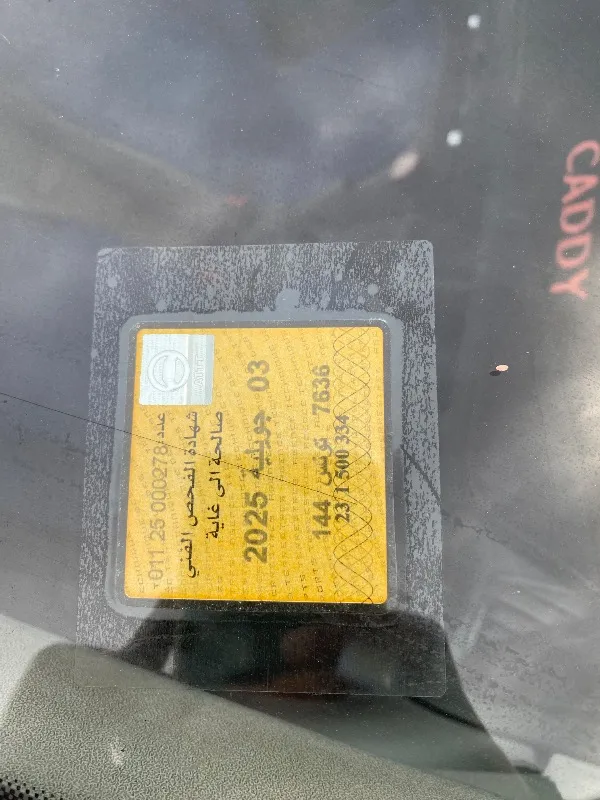 عدد 011 25 000278
شهادة الفحص الفني
صالحة الى غاية
03 جويلية 2025
7636 تونس 144
23 1 500 334
CADDY